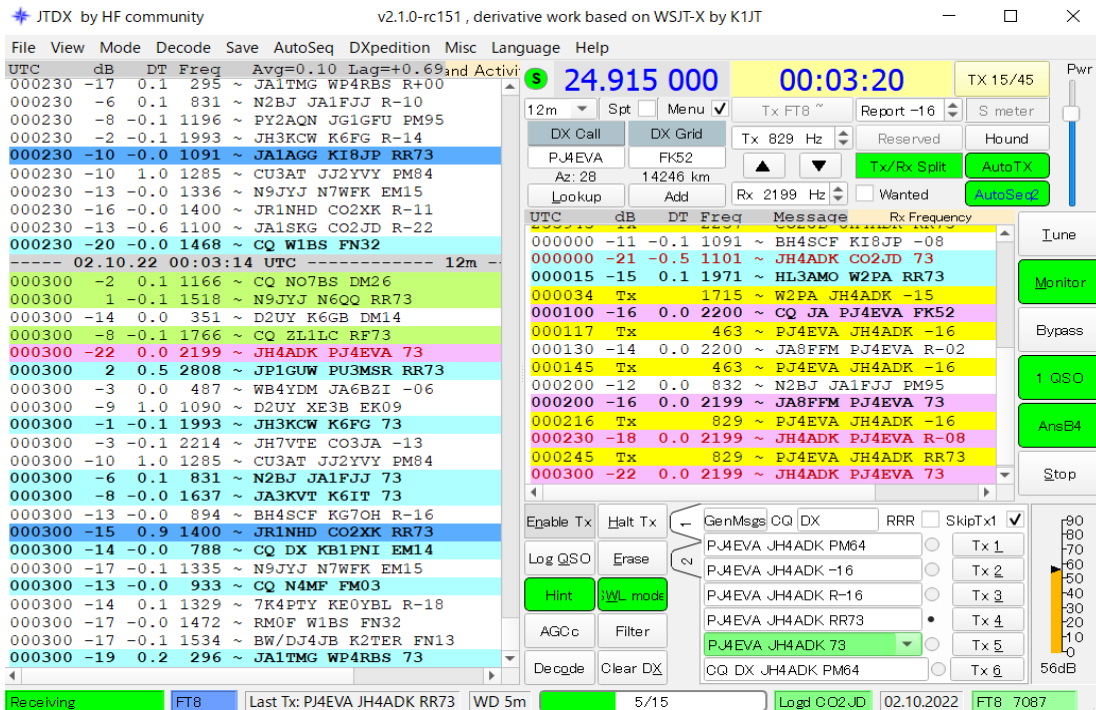 JTDX by HF community v2.1.0-rc151 , derivative work based on WSJT-X by K1JT
File View Mode Decode Save AutoSeq DXpedition Misc Language Help
UTC dB DT Freq Avg=0.10 Lag=+0.69
000230 -17 0.1 295 ~ JA1TMG WP4RBS R+00
000230 -6 0.1 831 ~ N2BJ JA1FJJ R-10
000230 -8 -0.1 1196 ~ PY2AQN JG1GFU PM95
000230 -2 -0.1 1993 ~ JH3KCW K6FG R-14
000230 -10 -0.0 1091 ~ JA1AGG KI8JP RR73
000230 -10 1.0 1285 ~ CU3AT JJ2YVY PM84
000230 -13 -0.0 1336 ~ N9JYJ N7WFK EM15
000230 -16 -0.0 1400 ~ JR1NHD CO2XK R-11
000230 -13 -0.6 1100 ~ JA1SKG CO2JD R-22
000230 -20 -0.0 1468 ~ CQ W1BS FN32
----- 02.10.22 00:03:14 UTC ------------ 12m --
000300 -2 0.1 1166 ~ CQ NO7BS DM26
000300 1 -0.1 1518 ~ N9JYJ N6QQ RR73
000300 -14 0.0 351 ~ D2UY K6GB DM14
000300 -8 -0.1 1766 ~ CQ ZL1LC RF73
000300 -22 0.0 2199 ~ JH4ADK PJ4EVA 73
000300 2 0.5 2808 ~ JP1GUW PU3MSR RR73
000300 -3 0.0 487 ~ WB4YDM JA6BZI -06
000300 -9 1.0 1090 ~ D2UY XE3B EK09
000300 -1 -0.1 1993 ~ JH3KCW K6FG 73
000300 -3 -0.1 2214 ~ JH7VTE CO3JA -13
000300 -10 1.0 1285 ~ CU3AT JJ2YVY PM84
000300 -6 0.1 831 ~ N2BJ JA1FJJ 73
000300 -8 -0.0 1637 ~ JA3KVT K6IT 73
000300 -13 -0.0 894 ~ BH4SCF KG7OH R-16
000300 -15 0.9 1400 ~ JR1NHD CO2XK RR73
000300 -14 -0.0 788 ~ CQ DX KB1PNI EM14
000300 -17 -0.1 1335 ~ N9JYJ N7WFK EM15
000300 -13 -0.0 933 ~ CQ N4MF FM03
000300 -14 0.1 1329 ~ 7K4PTY KE0YBL R-18
000300 -17 -0.0 1472 ~ RM0F W1BS FN32
000300 -17 -0.1 1534 ~ BW/DJ4JB K2TER FN13
000300 -19 0.2 296 ~ JA1TMG WP4RBS 73
S 24.915 000 00:03:20 TX 15/45 Pwr
12m Spt Menu Tx FT8 ~ Report -16 S meter
DX Call DX Grid Tx 829 Hz Reserved Hound
PJ4EVA FK52 Tx/Rx Split AutoTX
Az: 28 14246 km
Lookup Add Rx 2199 Hz Wanted AutoSeq2
UTC dB DT Freq Message Rx Frequency
000000 -11 -0.1 1091 ~ BH4SCF KI8JP -08
000000 -21 -0.5 1101 ~ JH4ADK CO2JD 73
000015 -15 0.1 1971 ~ HL3AMO W2PA RR73
000034 Tx 1715 ~ W2PA JH4ADK -15
000100 -16 0.0 2200 ~ CQ JA PJ4EVA FK52
000117 Tx 463 ~ PJ4EVA JH4ADK -16
000130 -14 0.0 2200 ~ JA8FFM PJ4EVA R-02
000145 Tx 463 ~ PJ4EVA JH4ADK -16
000200 -12 0.0 832 ~ N2BJ JA1FJJ PM95
000200 -16 0.0 2199 ~ JA8FFM PJ4EVA 73
000216 Tx 829 ~ PJ4EVA JH4ADK -16
000230 -18 0.0 2199 ~ JH4ADK PJ4EVA R-08
000245 Tx 829 ~ PJ4EVA JH4ADK RR73
000300 -22 0.0 2199 ~ JH4ADK PJ4EVA 73
Tune
Monitor
Bypass
1 QSO
AnsB4
Stop
Enable Tx Halt Tx 1 GenMsgs CQ DX RRR SkipTx1
Log QSO Erase 2
Hint SWL mode
AGCc Filter
Decode Clear DX
PJ4EVA JH4ADK PM64 Tx 1
PJ4EVA JH4ADK -16 Tx 2
PJ4EVA JH4ADK R-16 Tx 3
PJ4EVA JH4ADK RR73 Tx 4
PJ4EVA JH4ADK 73 Tx 5
CQ DX JH4ADK PM64 Tx 6
90
80
70
60
50
40
30
20
10
0
56dB
Receiving FT8 Last Tx: PJ4EVA JH4ADK RR73 WD 5m 5/15 Logd CO2JD 02.10.2022 FT8 7087